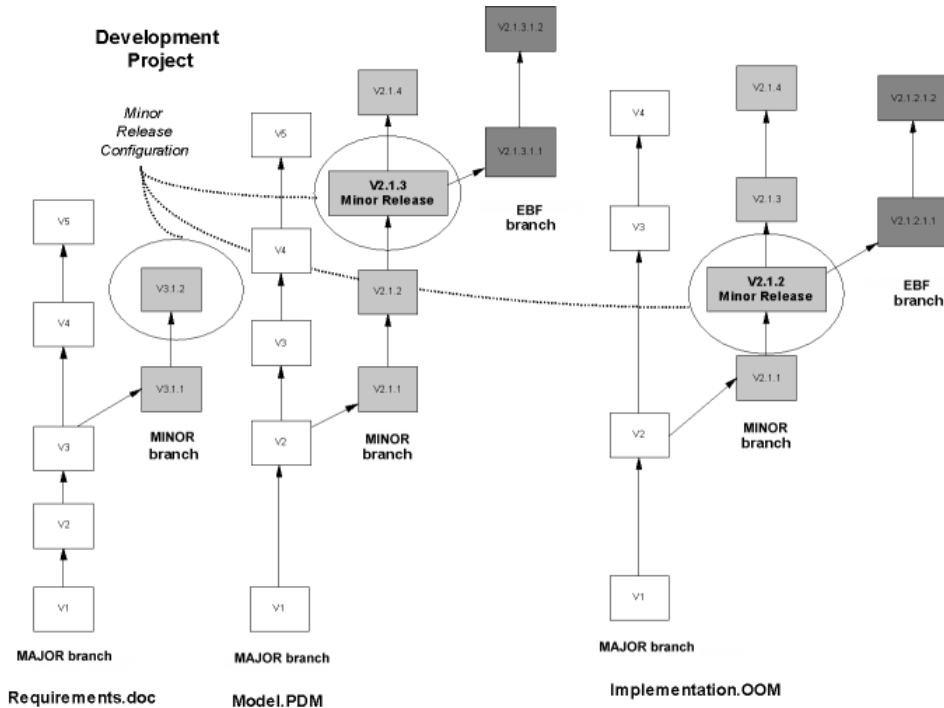 Development
Project
Minor
Release
Configuration
V5
V4
V3
V2
V1
V3.1.2
V3.1.1
MINOR
branch
MAJOR branch
Requirements.doc
V5
V4
V3
V2
V1
V2.1.4
V2.1.3
Minor Release
V2.1.2
V2.1.1
MINOR
branch
V2.1.3.1.2
V2.1.3.1.1
EBF
branch
MAJOR branch
Model.PDM
V4
V3
V2
V1
V2.1.4
V2.1.3
V2.1.2
Minor Release
V2.1.1
MINOR
branch
V2.1.2.1.2
V2.1.2.1.1
EBF
branch
MAJOR branch
Implementation.OOM